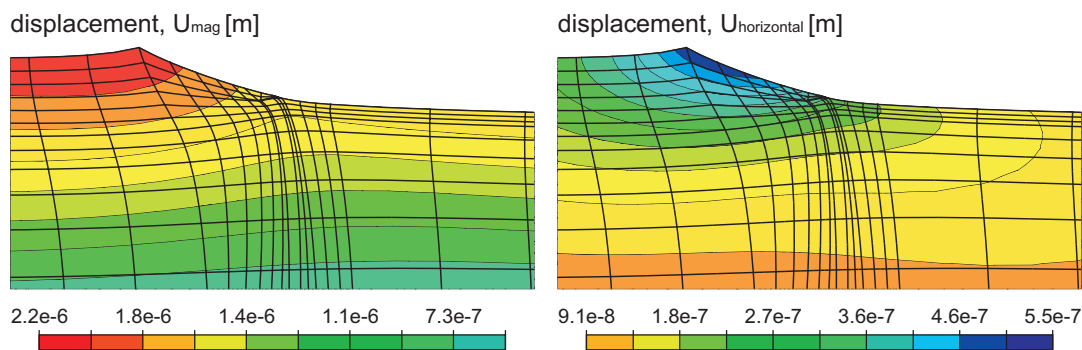 displacement, Umag [m]
displacement, Uhorizontal [m]
2.2e-6 1.8e-6 1.4e-6 1.1e-6 7.3e-7
9.1e-8 1.8e-7 2.7e-7 3.6e-7 4.6e-7 5.5e-7